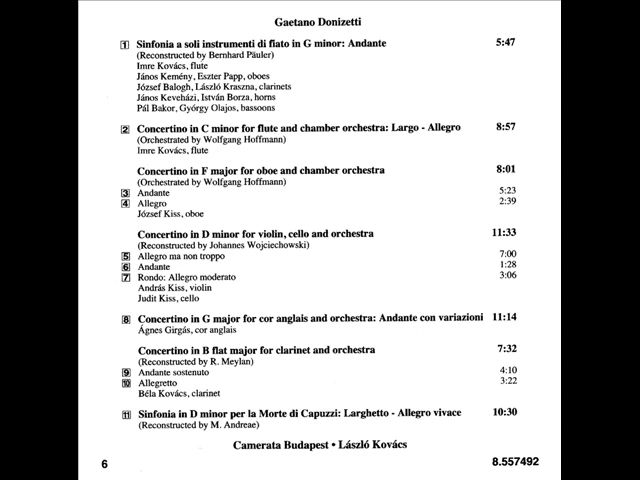 Gaetano Donizetti
1 Sinfonia a soli instrumenti di fiato in G minor: Andante 5:47
(Reconstructed by Bernhard Päuler)
Imre Kovács, flute
János Kemény, Eszter Papp, oboes
József Balogh, László Kraszna, clarinets
János Keveházi, István Borza, horns
Pál Bakor, György Olajos, bassoons
2 Concertino in C minor for flute and chamber orchestra: Largo - Allegro 8:57
(Orchestrated by Wolfgang Hoffmann)
Imre Kovács, flute
Concertino in F major for oboe and chamber orchestra 8:01
(Orchestrated by Wolfgang Hoffmann)
3 Andante 5:23
4 Allegro 2:39
József Kiss, oboe
Concertino in D minor for violin, cello and orchestra 11:33
(Reconstructed by Johannes Wojciechowski)
5 Allegro ma non troppo 7:00
6 Andante 1:28
7 Rondo: Allegro moderato 3:06
András Kiss, violin
Judit Kiss, cello
8 Concertino in G major for cor anglais and orchestra: Andante con variazioni 11:14
Ágnes Girgás, cor anglais
Concertino in B flat major for clarinet and orchestra 7:32
(Reconstructed by R. Meylan)
9 Andante sostenuto 4:10
10 Allegretto 3:22
Béla Kovács, clarinet
11 Sinfonia in D minor per la Morte di Capuzzi: Larghetto - Allegro vivace 10:30
(Reconstructed by M. Andreae)
Camerata Budapest • László Kovács
6 8.557492